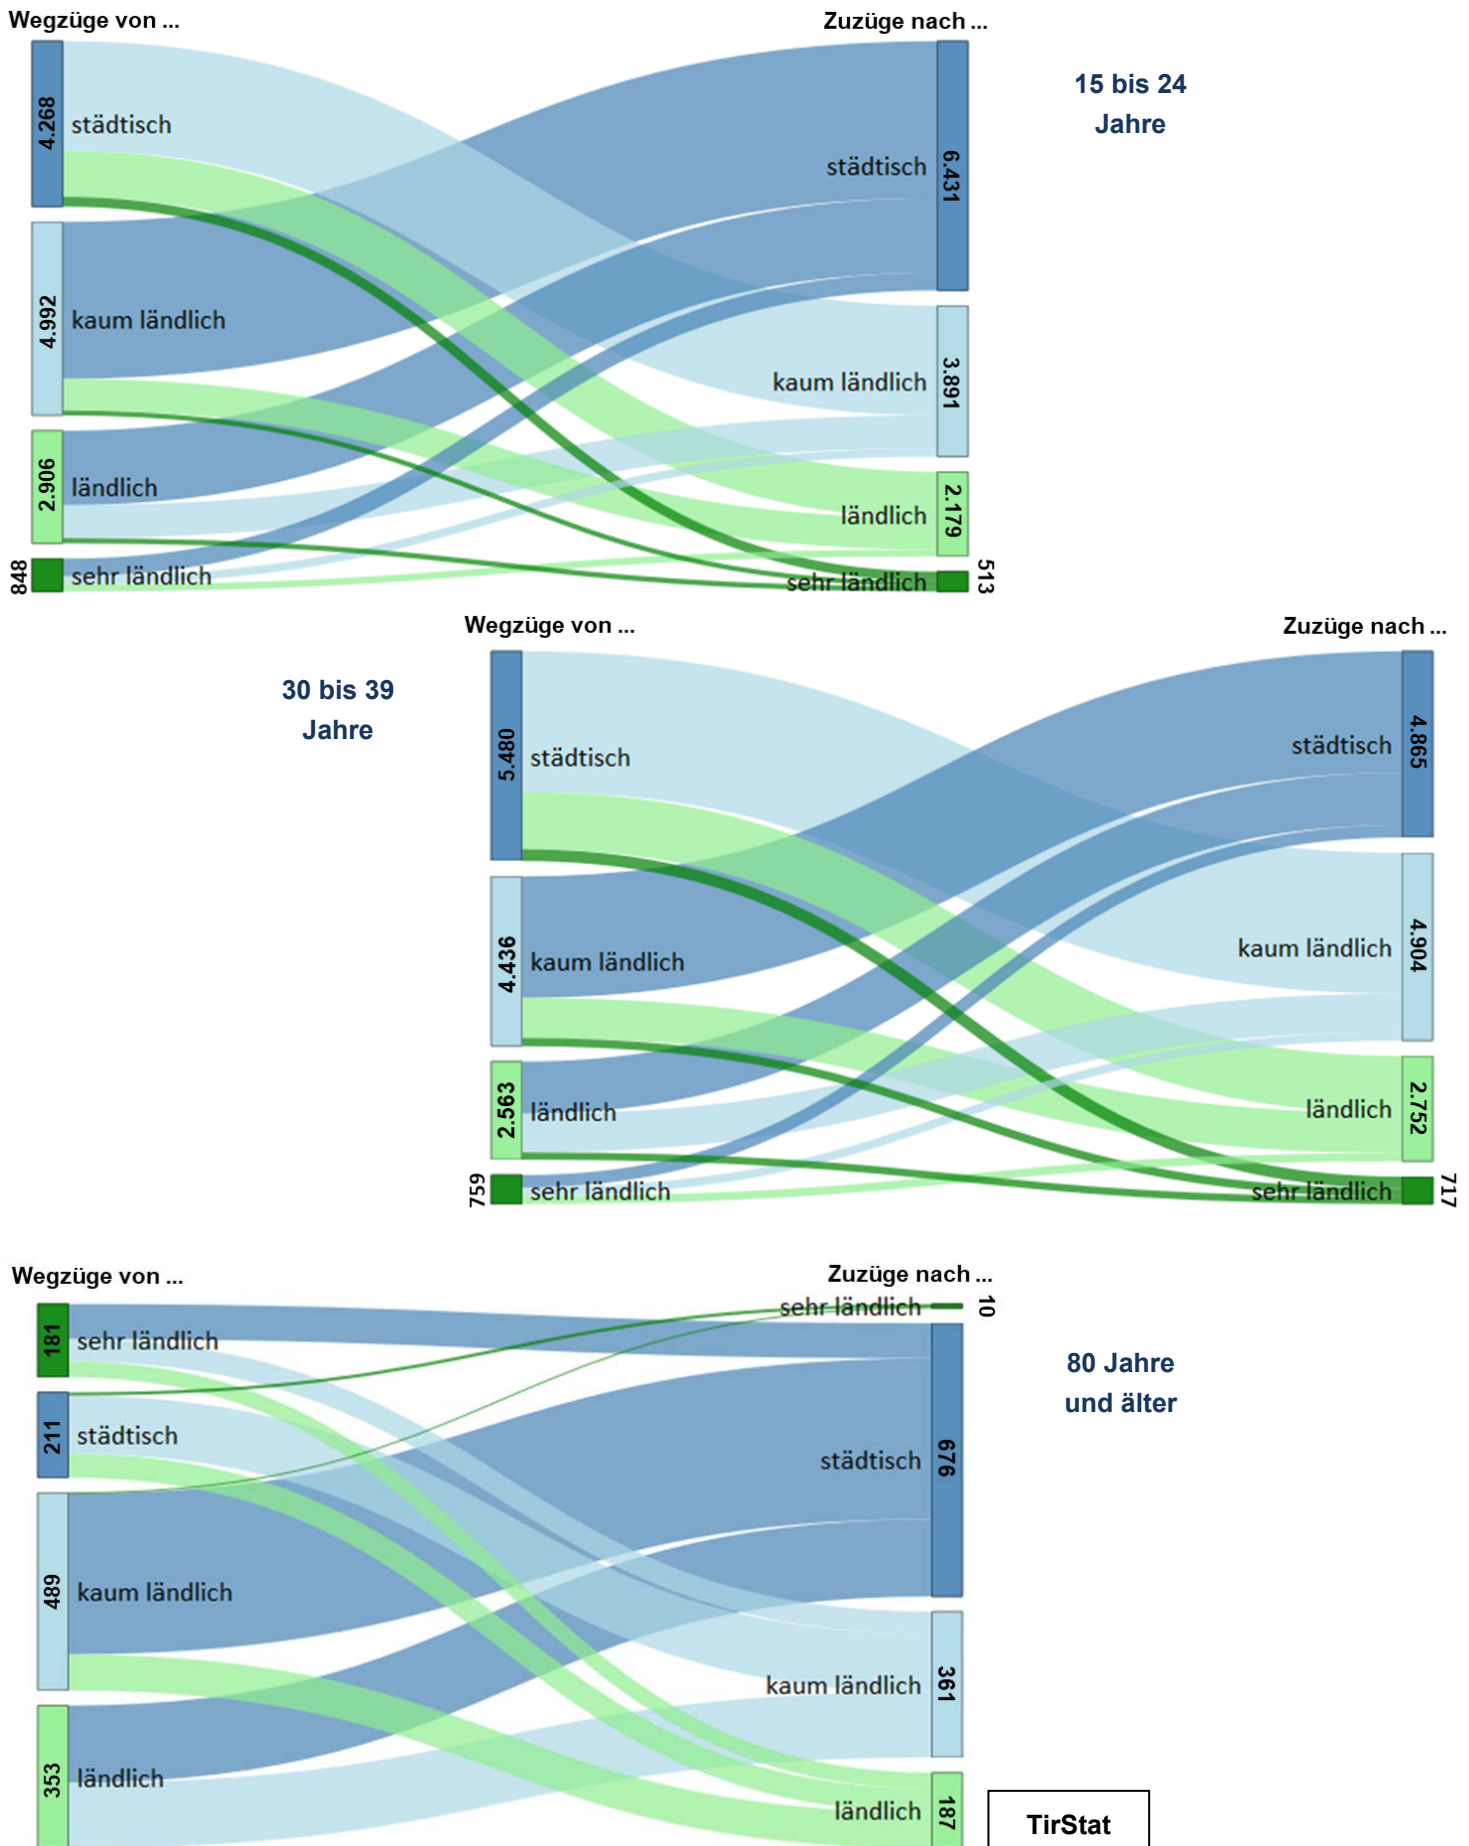 Wegzüge von ...
Zuzüge nach ...
15 bis 24
Jahre
4.268
städtisch
4.992
kaum ländlich
2.906
ländlich
848
sehr ländlich
städtisch
6.431
kaum ländlich
3.891
ländlich
2.179
sehr ländlich
513
Wegzüge von ...
Zuzüge nach ...
30 bis 39
Jahre
5.480
städtisch
4.436
kaum ländlich
2.563
ländlich
759
sehr ländlich
städtisch
4.865
kaum ländlich
4.904
ländlich
2.752
sehr ländlich
717
Wegzüge von ...
Zuzüge nach ...
80 Jahre
und älter
181
sehr ländlich
211
städtisch
489
kaum ländlich
353
ländlich
sehr ländlich
10
städtisch
676
kaum ländlich
361
ländlich
187
TirStat